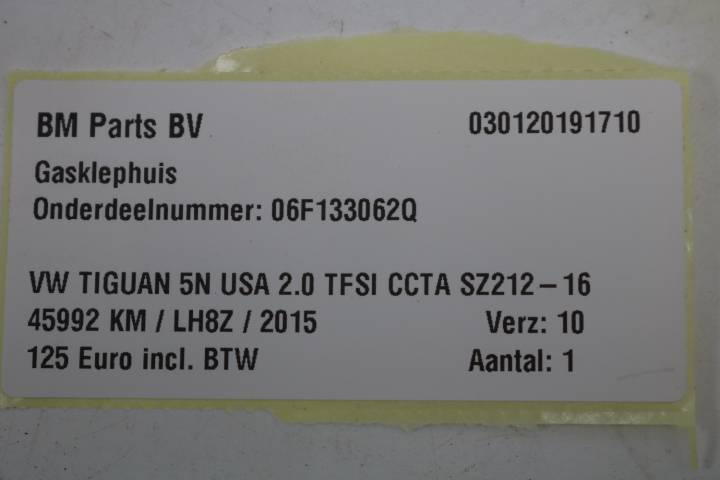 BM Parts BV 030120191710
Gasklephuis
Onderdeelnummer: 06F133062Q
VW TIGUAN 5N USA 2.0 TFSI CCTA SZ212-16
45992 KM / LH8Z / 2015 Verz: 10
125 Euro incl. BTW Aantal: 1